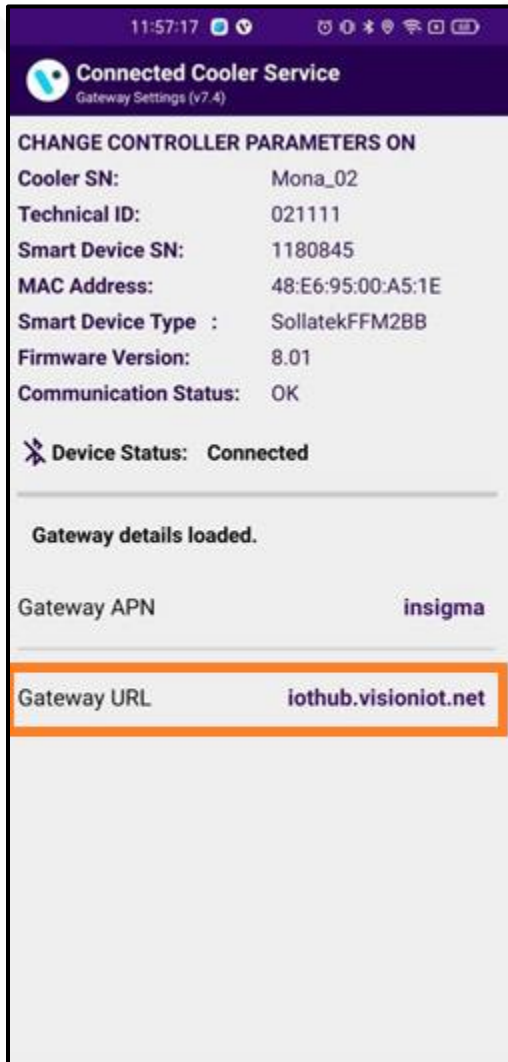 11:57:17
Connected Cooler Service
Gateway Settings (v7.4)
CHANGE CONTROLLER PARAMETERS ON
Cooler SN: Mona_02
Technical ID: 021111
Smart Device SN: 1180845
MAC Address: 48:E6:95:00:A5:1E
Smart Device Type : SollatekFFM2BB
Firmware Version: 8.01
Communication Status: OK
Device Status: Connected
Gateway details loaded.
Gateway APN insigma
Gateway URL iothub.visioniot.net